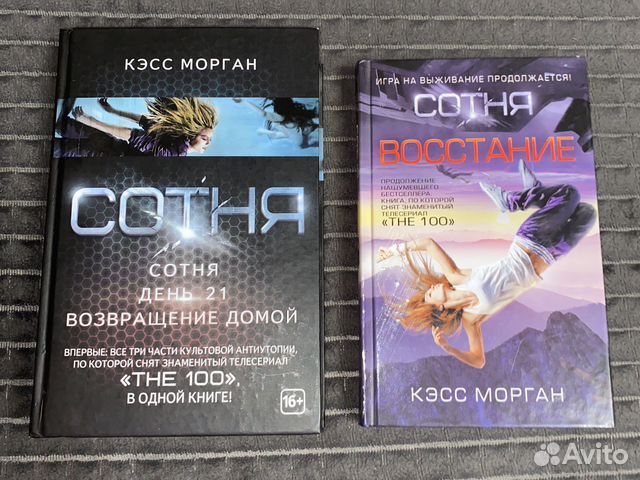 КЭСС МОРГАН
СОТНЯ
СОТНЯ
ДЕНЬ 21
ВОЗВРАЩЕНИЕ ДОМОЙ
ВПЕРВЫЕ: ВСЕ ТРИ ЧАСТИ КУЛЬТОВОЙ АНТИУТОПИИ,
ПО КОТОРОЙ СНЯТ ЗНАМЕНИТЫЙ ТЕЛЕСЕРИАЛ
«THE 100»,
В ОДНОЙ КНИГЕ!
16+
ИГРА НА ВЫЖИВАНИЕ ПРОДОЛЖАЕТСЯ!
СОТНЯ
ВОССТАНИЕ
ПРОДОЛЖЕНИЕ
НАШУМЕВШЕГО
БЕСТСЕЛЛЕРА.
КНИГА, ПО КОТОРОЙ
СНЯТ ЗНАМЕНИТЫЙ
ТЕЛЕСЕРИАЛ
«THE 100»
КЭСС МОРГАН
Avito